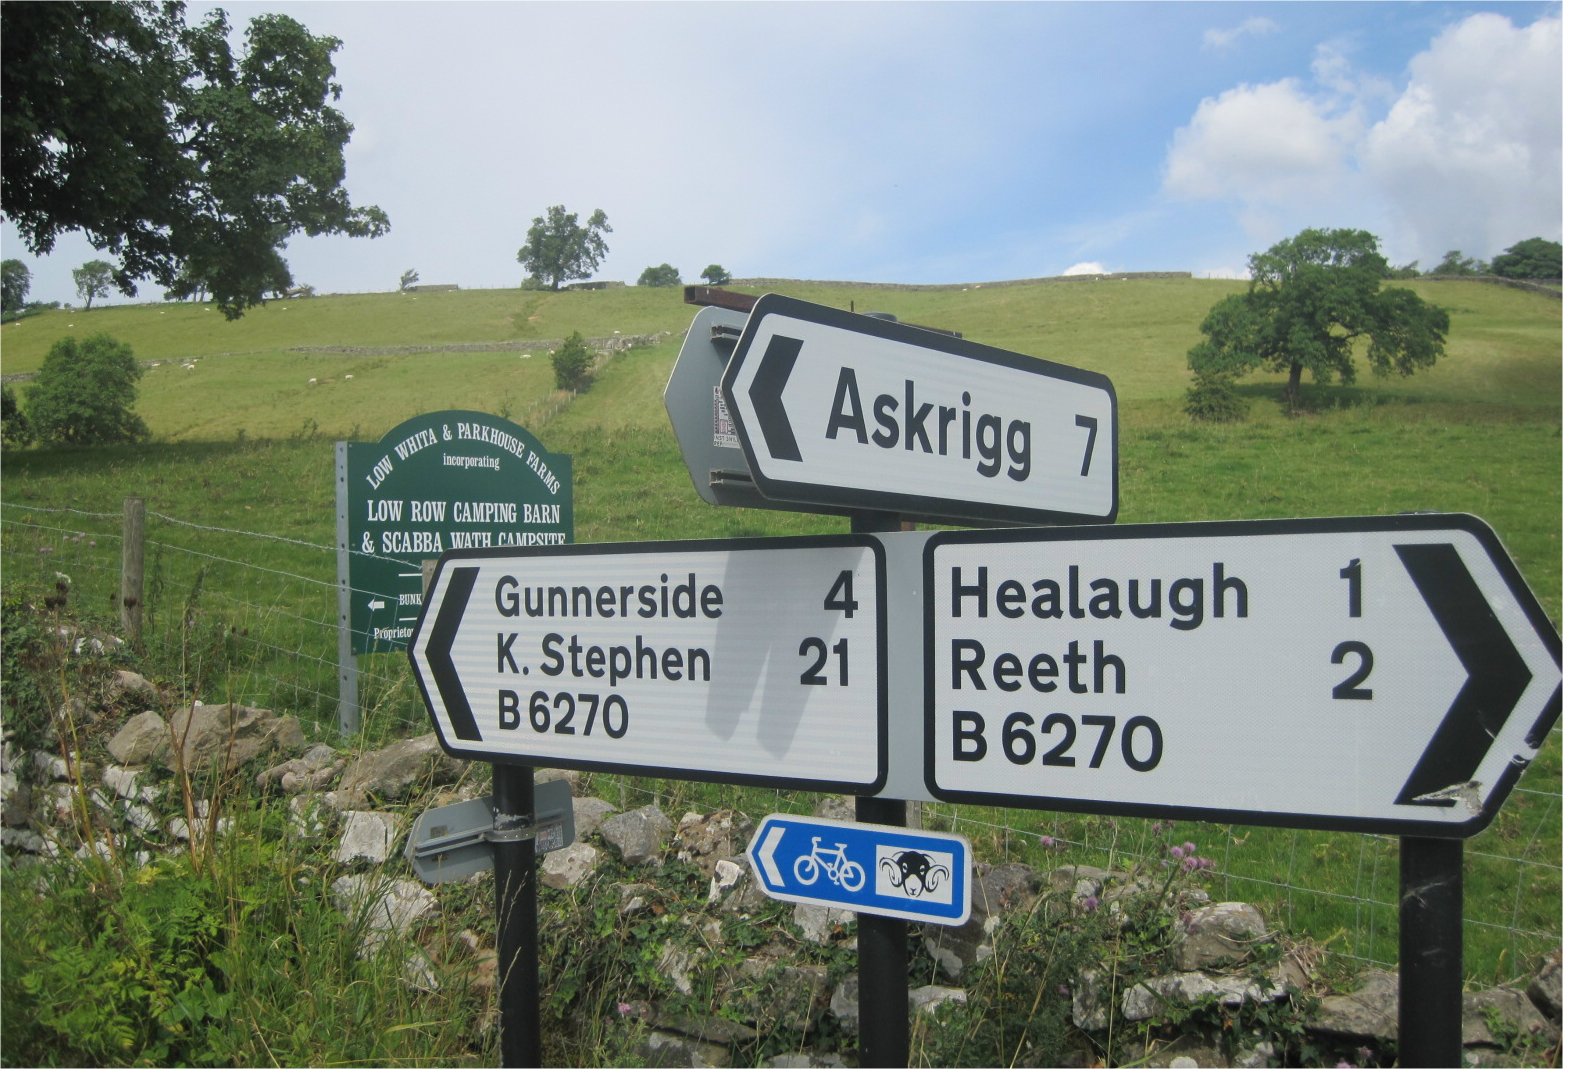 LOW WHITA & PARKHOUSE FARMS
incorporating
LOW ROW CAMPING BARN
& SCABBA WATH CAMPSITE
Askrigg 7
Gunnerside 4
K. Stephen 21
B 6270
Healaugh 1
Reeth 2
B 6270